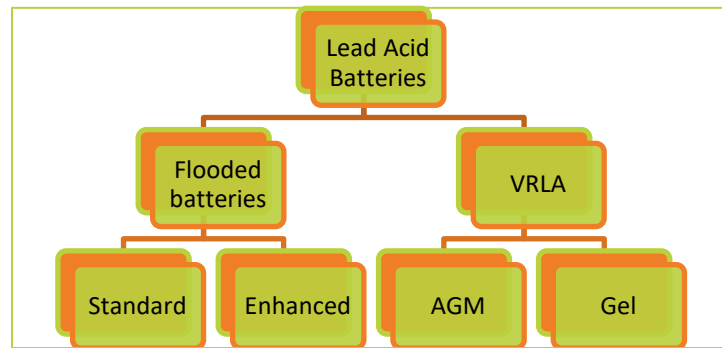 Lead Acid
Batteries
Flooded
batteries
VRLA
Standard
Enhanced
AGM
Gel